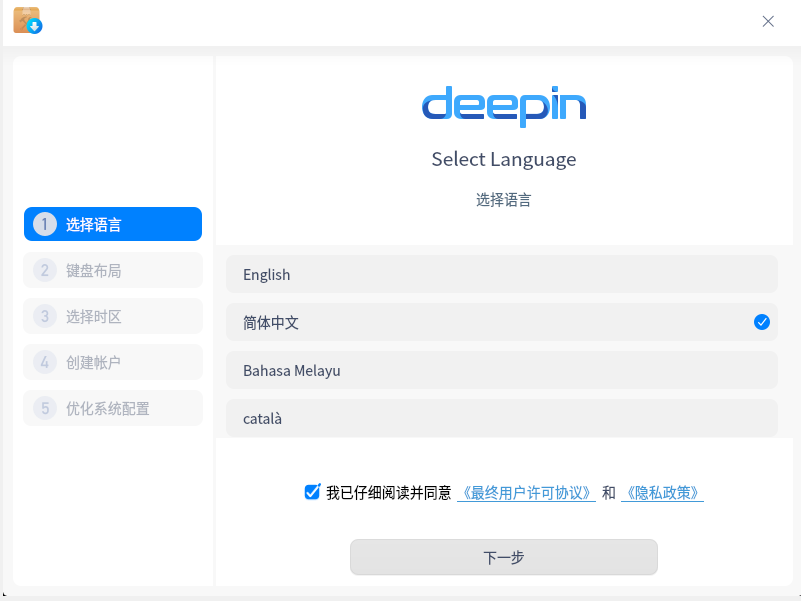 deepin
Select Language
选择语言
1 选择语言
2 键盘布局
3 选择时区
4 创建帐户
5 优化系统配置
English
简体中文
Bahasa Melayu
català
我已仔细阅读并同意 《最终用户许可协议》 和 《隐私政策》
下一步